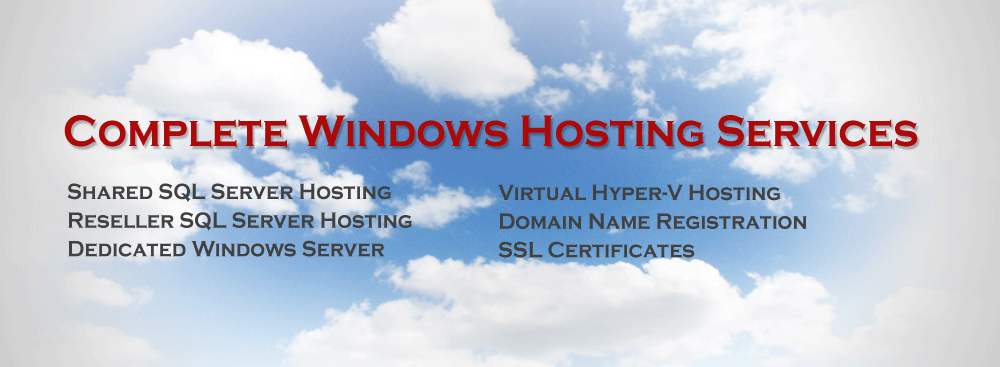 Complete Windows Hosting Services
Shared SQL Server Hosting
Reseller SQL Server Hosting
Dedicated Windows Server
Virtual Hyper-V Hosting
Domain Name Registration
SSL Certificates